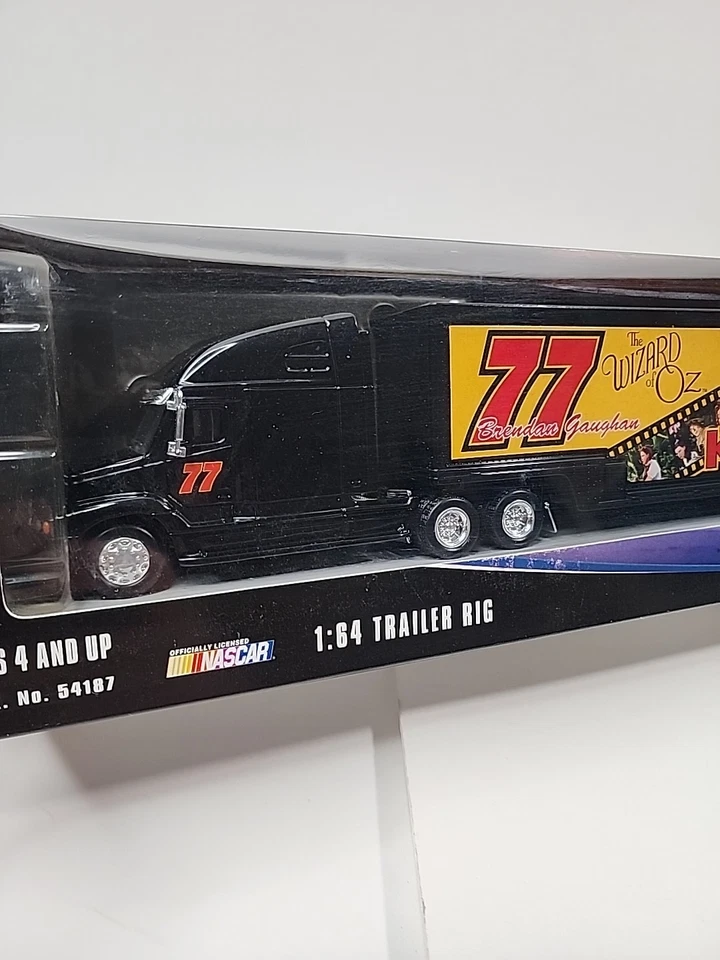 77
The
WIZARD
of OZ™
Brendan Gaughan
K
77
4 AND UP
No. 54187
OFFICIALLY LICENSED
NASCAR
1:64 TRAILER RIG